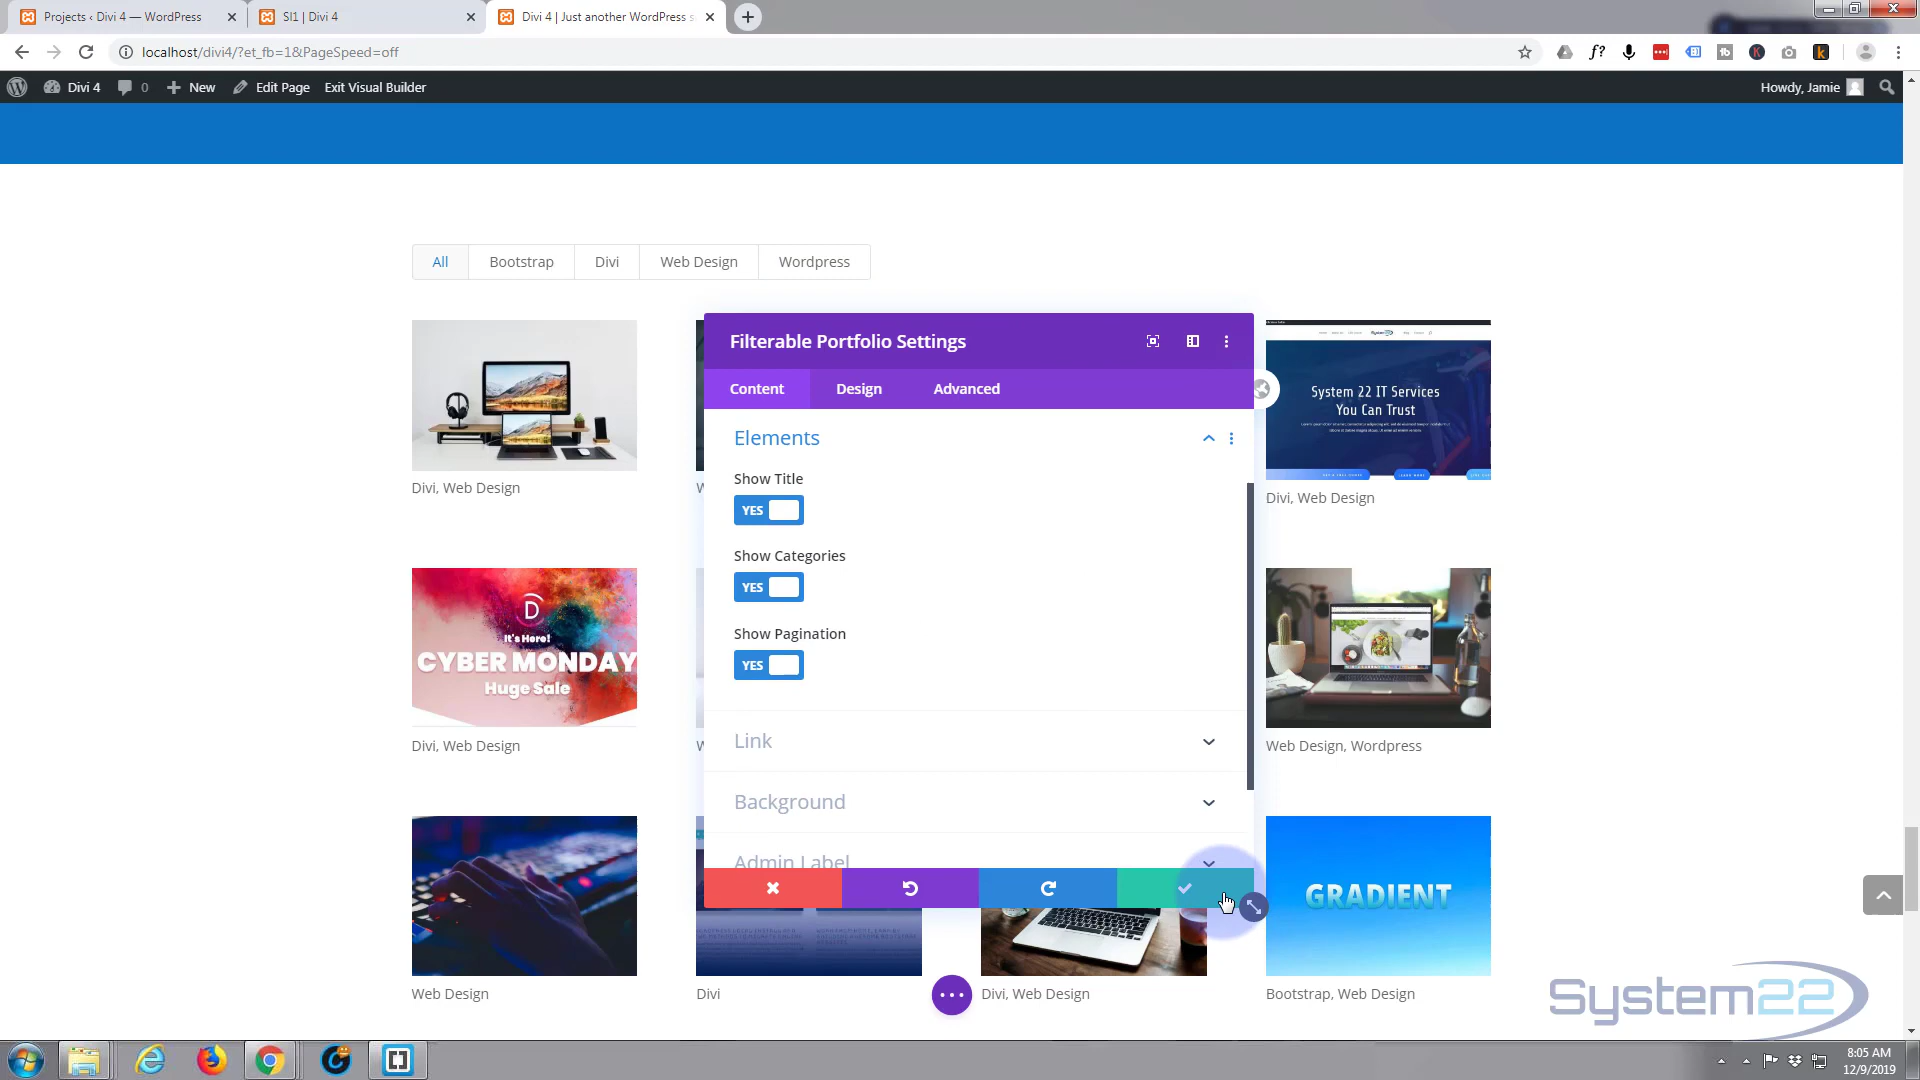 Projects ‹ Divi 4 — WordPress
SI1 | Divi 4
Divi 4 | Just another WordPress s
localhost/divi4/?et_fb=1&PageSpeed=off
Divi 4
0
New
Edit Page
Exit Visual Builder
Howdy, Jamie
All
Bootstrap
Divi
Web Design
Wordpress
Filterable Portfolio Settings
Content
Design
Advanced
Elements
Show Title
YES
Show Categories
YES
Show Pagination
YES
Link
Background
Admin Label
Divi, Web Design
W
System 22 IT Services
You Can Trust
Divi, Web Design
D
It's Here!
CYBER MONDAY
Huge Sale
Divi, Web Design
W
Web Design, Wordpress
GRADIENT
Web Design
Divi
Divi, Web Design
Bootstrap, Web Design
System22
8:05 AM
12/9/2019